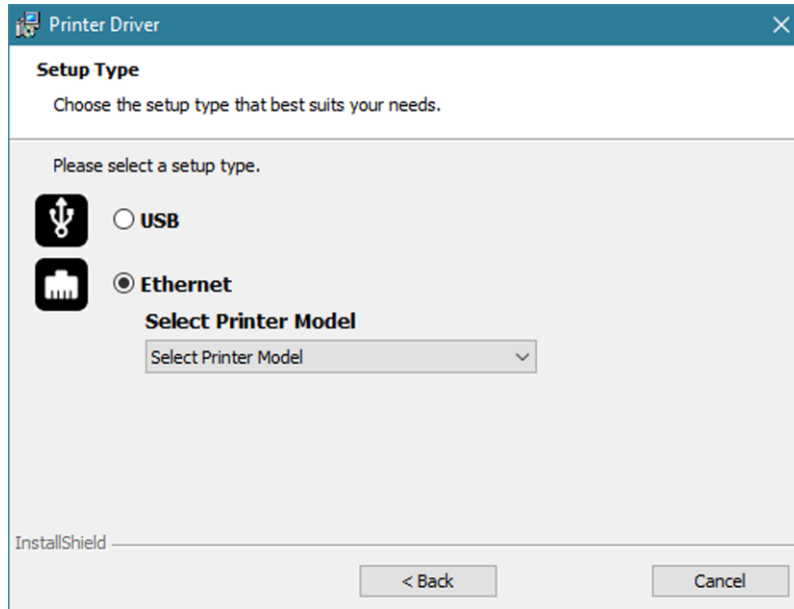 Printer Driver
Setup Type
Choose the setup type that best suits your needs.
Please select a setup type.
USB
Ethernet
Select Printer Model
Select Printer Model
InstallShield
< Back
Cancel